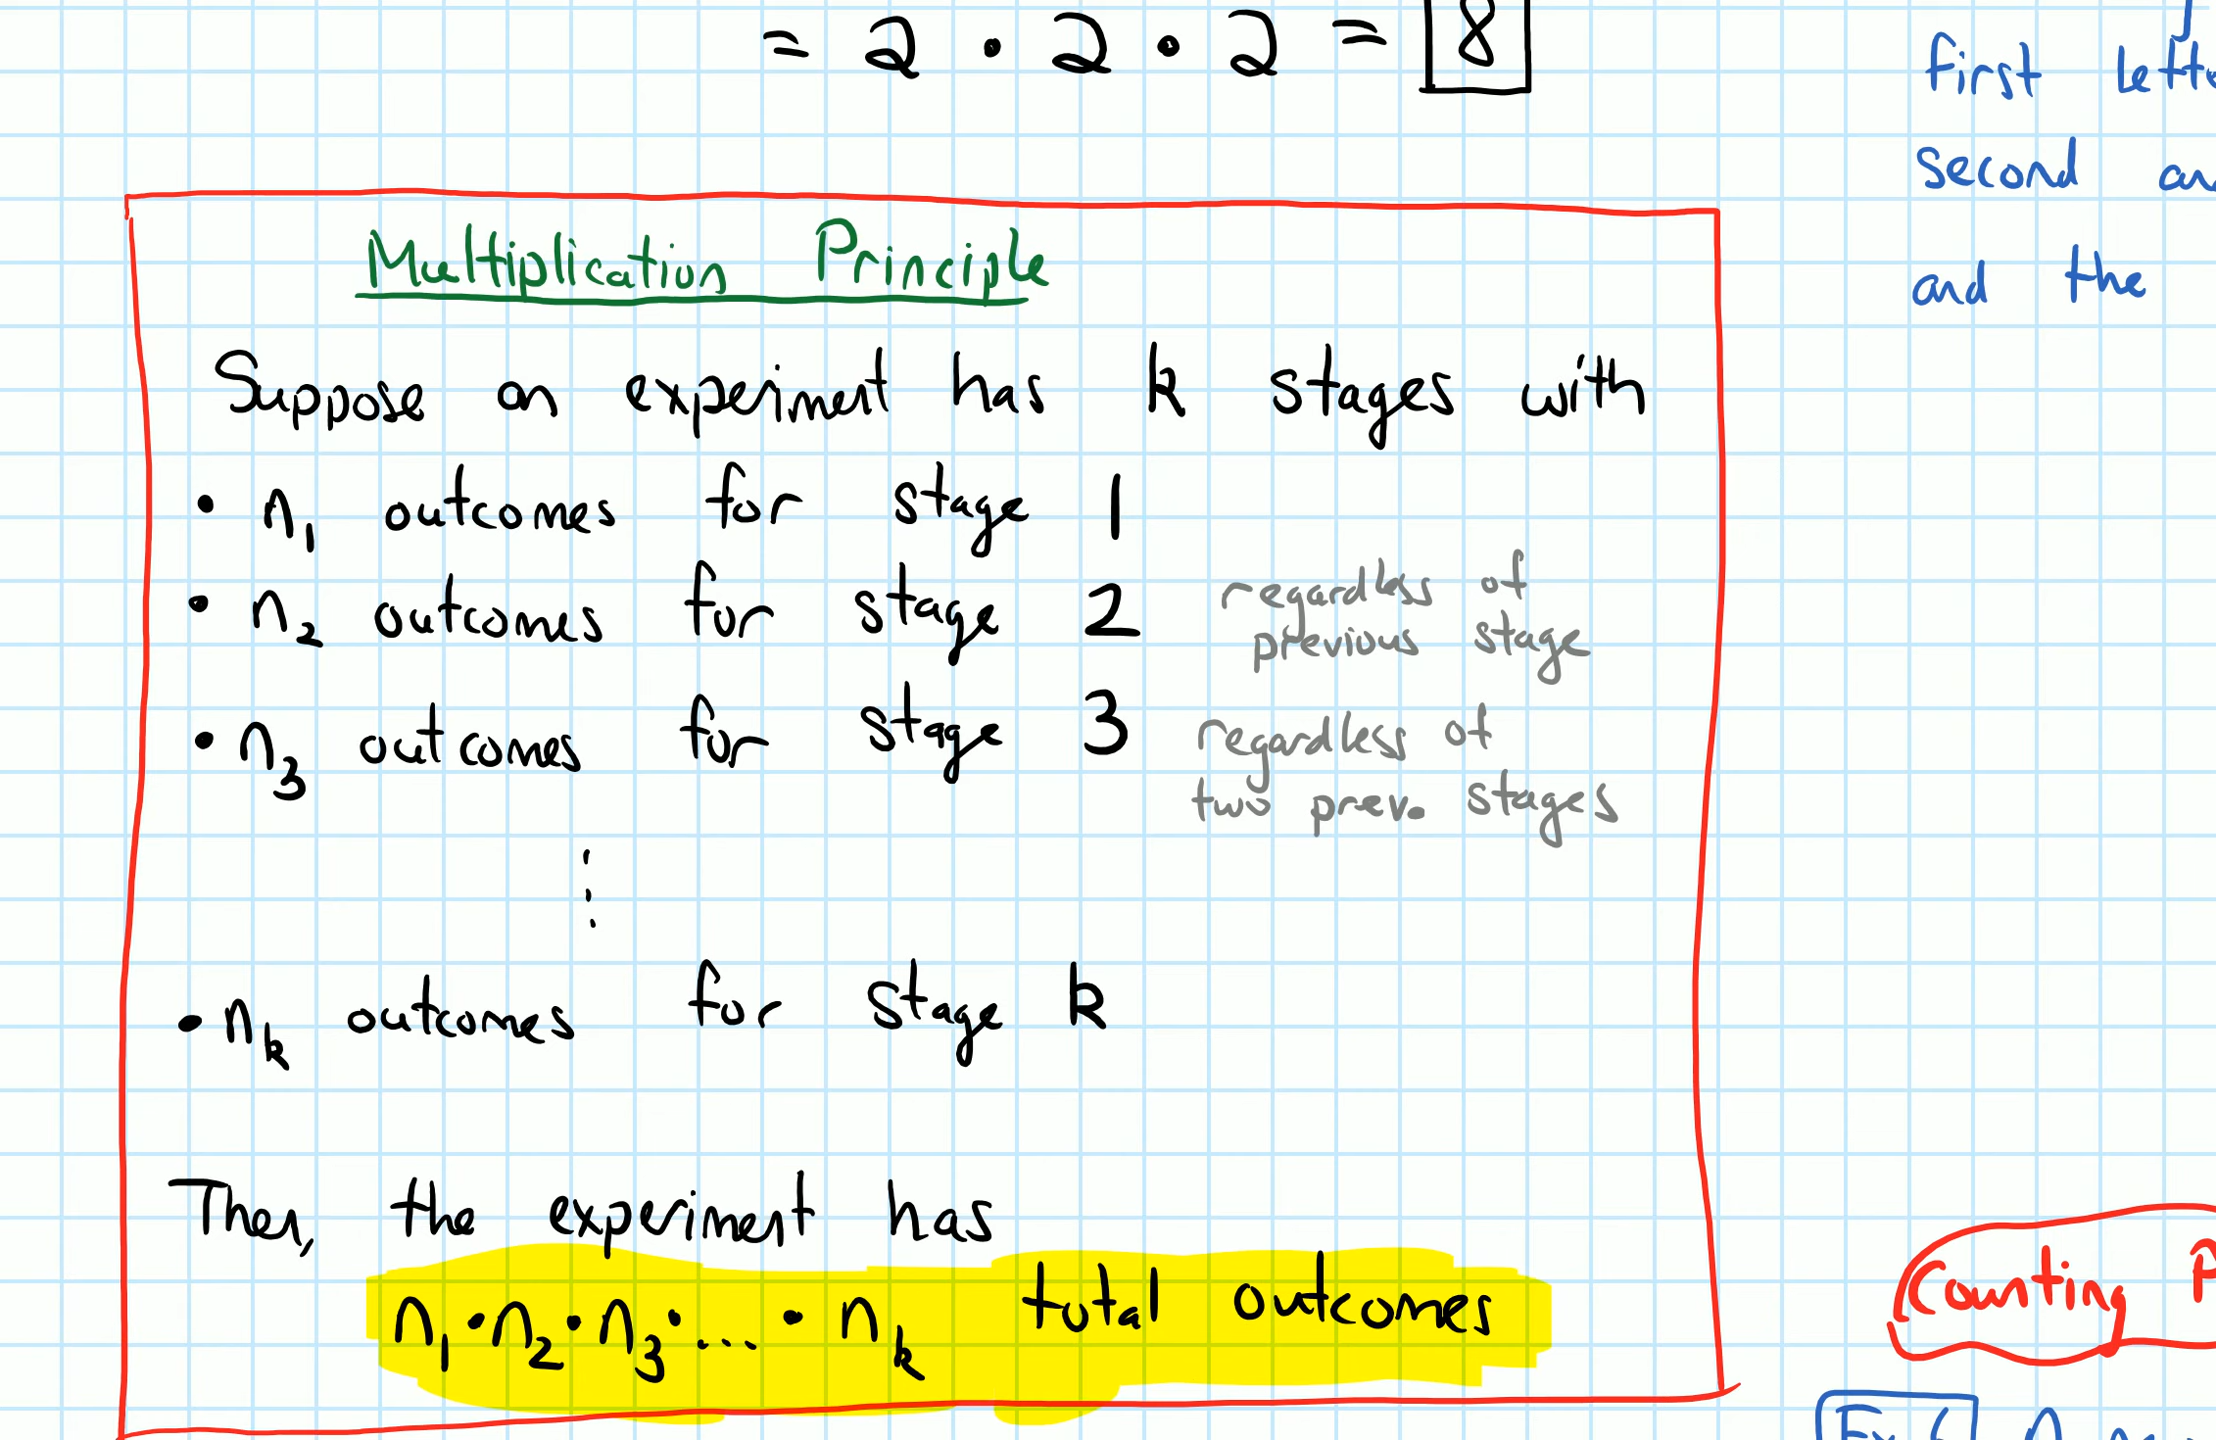 = 2 · 2 · 2 = 8
first
second
and the
Multiplication Principle
Suppose an experiment has k stages with
• n₁ outcomes for stage 1
• n₂ outcomes for stage 2 regardless of
previous stage
• n₃ outcomes for stage 3 regardless of
two prev. stages
⋮
• nₖ outcomes for stage k
Then, the experiment has
n₁ · n₂ · n₃ · ... · nₖ total outcomes
Counting